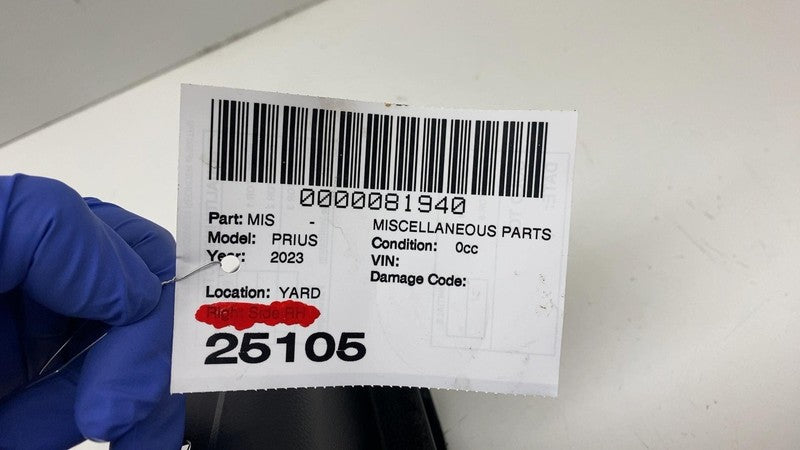 0000081940
Part: MIS - MISCELLANEOUS PARTS
Model: PRIUS Condition: 0cc
Year: 2023 VIN:
Damage Code:
Location: YARD
Right Side RH
25105